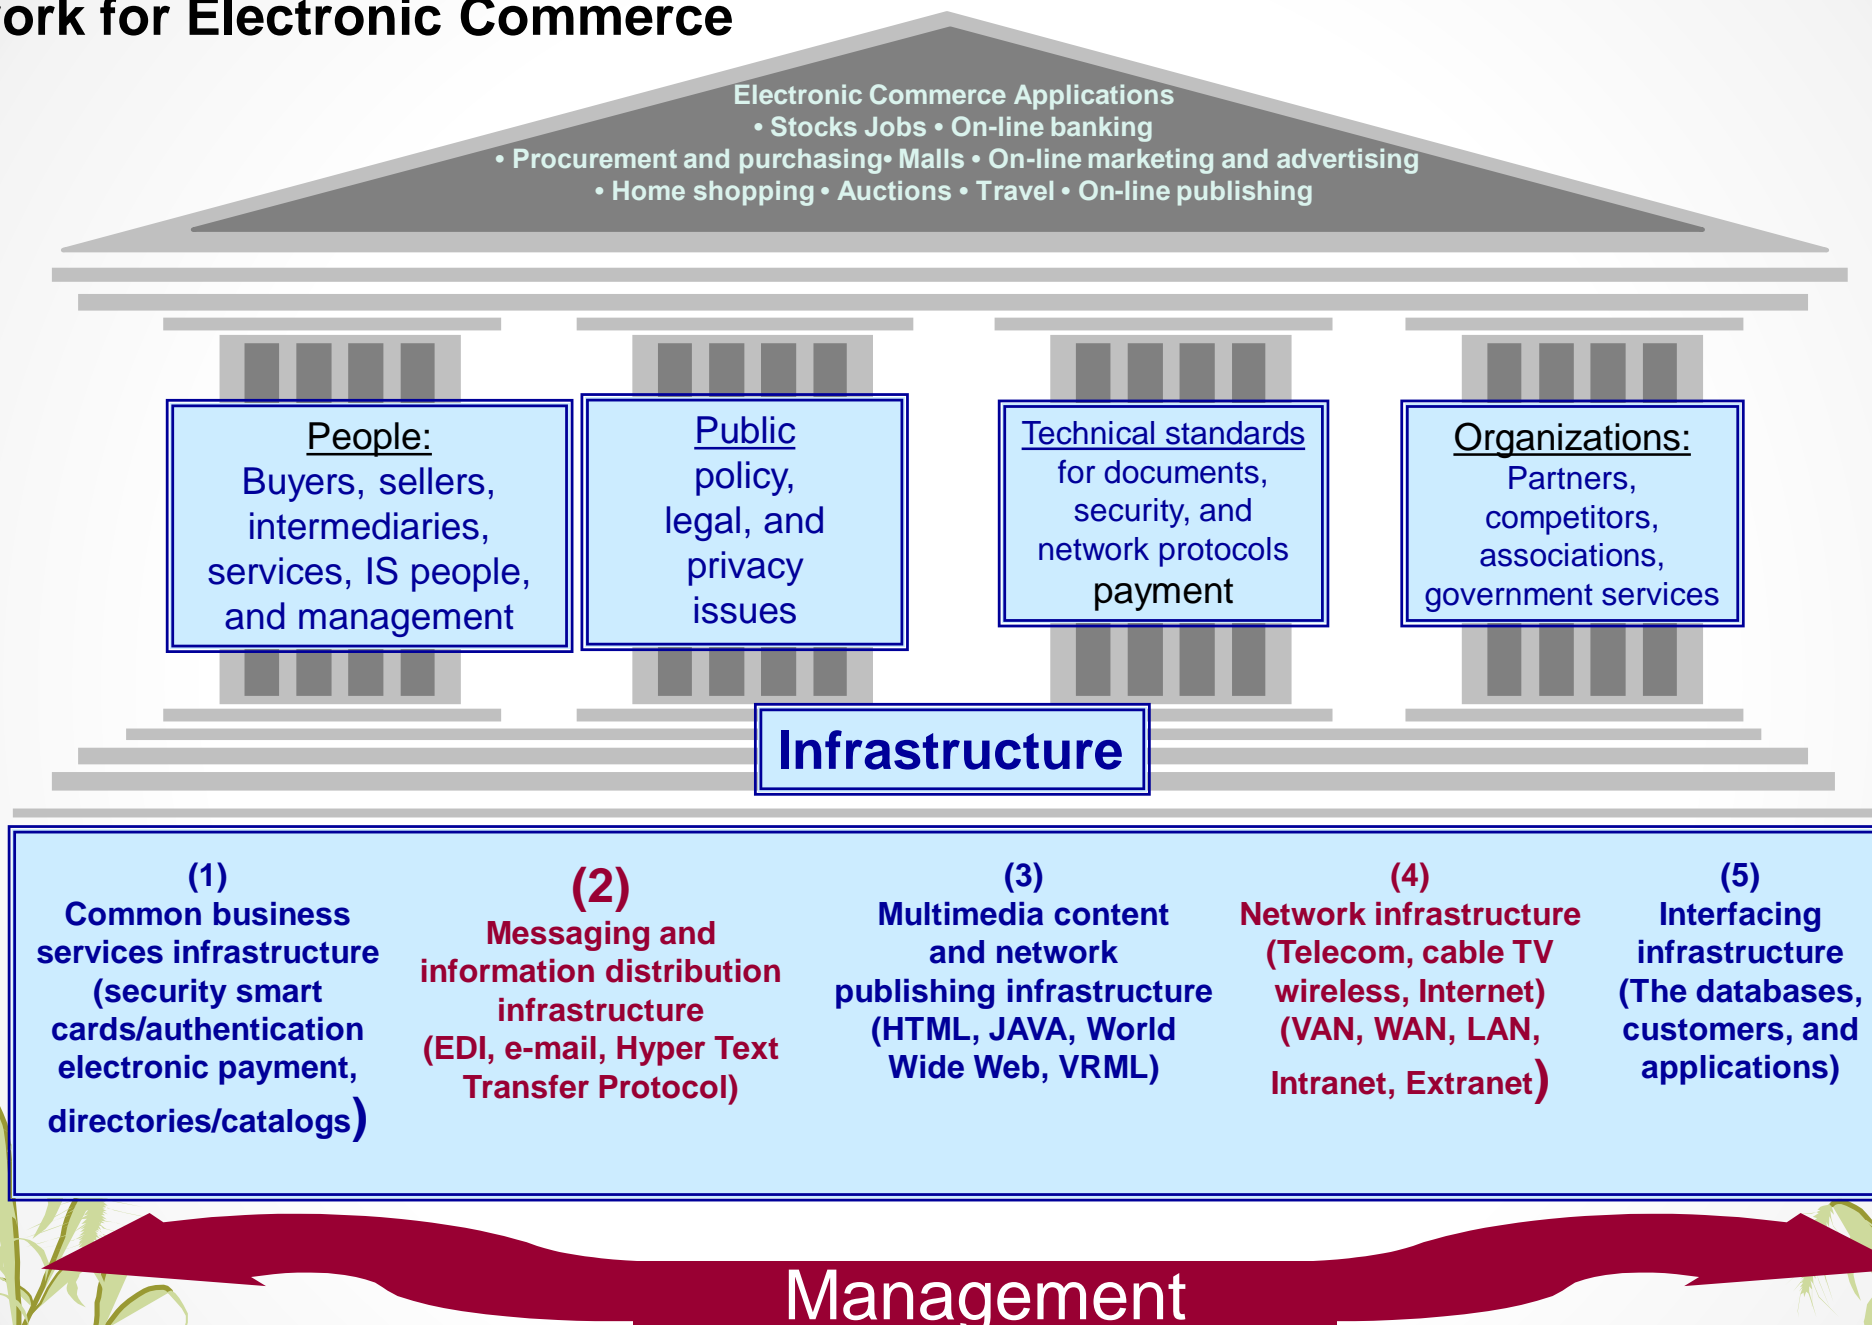 ork for Electronic Commerce
Electronic Commerce Applications
• Stocks Jobs • On-line banking
• Procurement and purchasing• Malls • On-line marketing and advertising
• Home shopping • Auctions • Travel • On-line publishing
People:
Buyers, sellers,
intermediaries,
services, IS people,
and management
Public
policy,
legal, and
privacy
issues
Technical standards
for documents,
security, and
network protocols
payment
Organizations:
Partners,
competitors,
associations,
government services
Infrastructure
(1)
Common business
services infrastructure
(security smart
cards/authentication
electronic payment,
directories/catalogs)
(2)
Messaging and
information distribution
infrastructure
(EDI, e-mail, Hyper Text
Transfer Protocol)
(3)
Multimedia content
and network
publishing infrastructure
(HTML, JAVA, World
Wide Web, VRML)
(4)
Network infrastructure
(Telecom, cable TV
wireless, Internet)
(VAN, WAN, LAN,
Intranet, Extranet)
(5)
Interfacing
infrastructure
(The databases,
customers, and
applications)
Management